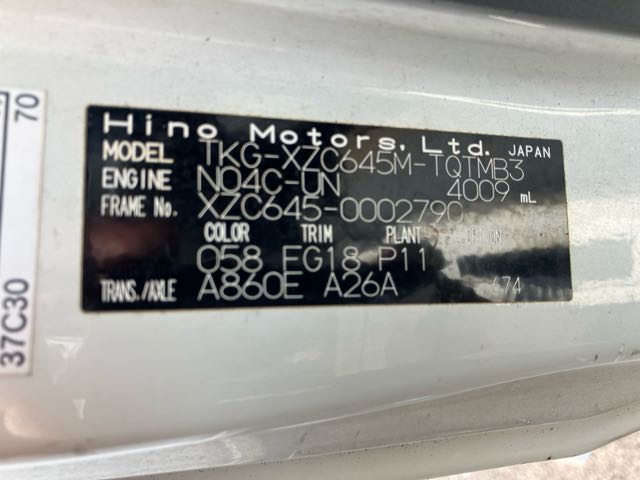 Hino Motors, Ltd. JAPAN
MODEL TKG-XZC645M-TQTMB3
ENGINE N04C-UN 4009 mL
FRAME No. XZC645-0002790
COLOR TRIM PLANT OPTION
058 FG18 P11
TRANS./AXLE A860E A26A 674
37C30 70